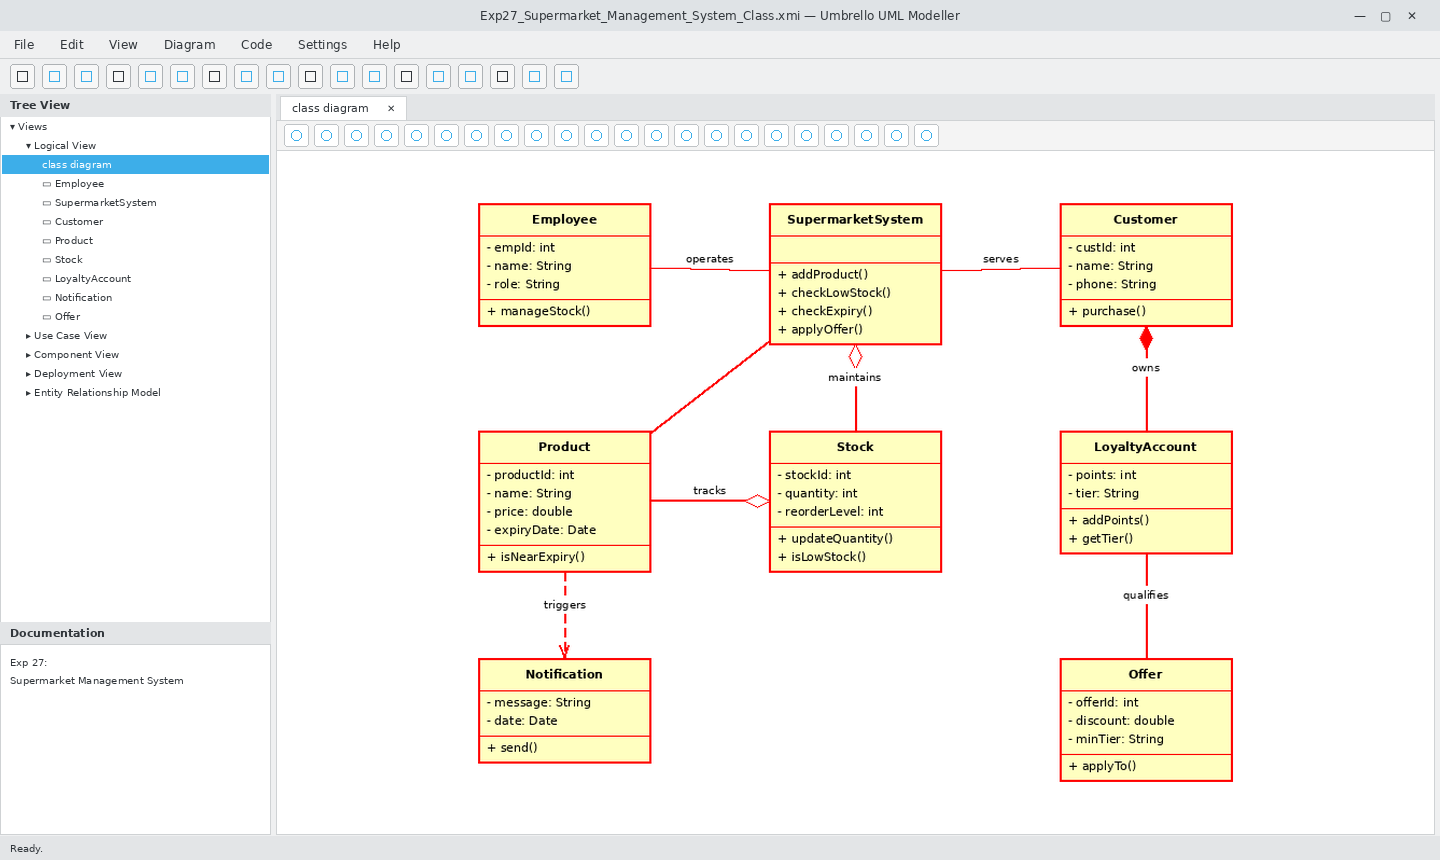 Exp27_Supermarket_Management_System_Class.xmi — Umbrello UML Modeller
File Edit View Diagram Code Settings Help
Tree View
Views
Logical View
class diagram
Employee
SupermarketSystem
Customer
Product
Stock
LoyaltyAccount
Notification
Offer
Use Case View
Component View
Deployment View
Entity Relationship Model
Documentation
Exp 27:
Supermarket Management System
Ready.
class diagram
Employee
- empId: int
- name: String
- role: String
+ manageStock()
operates
SupermarketSystem
+ addProduct()
+ checkLowStock()
+ checkExpiry()
+ applyOffer()
serves
Customer
- custId: int
- name: String
- phone: String
+ purchase()
maintains
owns
Product
- productId: int
- name: String
- price: double
- expiryDate: Date
+ isNearExpiry()
tracks
Stock
- stockId: int
- quantity: int
- reorderLevel: int
+ updateQuantity()
+ isLowStock()
LoyaltyAccount
- points: int
- tier: String
+ addPoints()
+ getTier()
triggers
qualifies
Notification
- message: String
- date: Date
+ send()
Offer
- offerId: int
- discount: double
- minTier: String
+ applyTo()